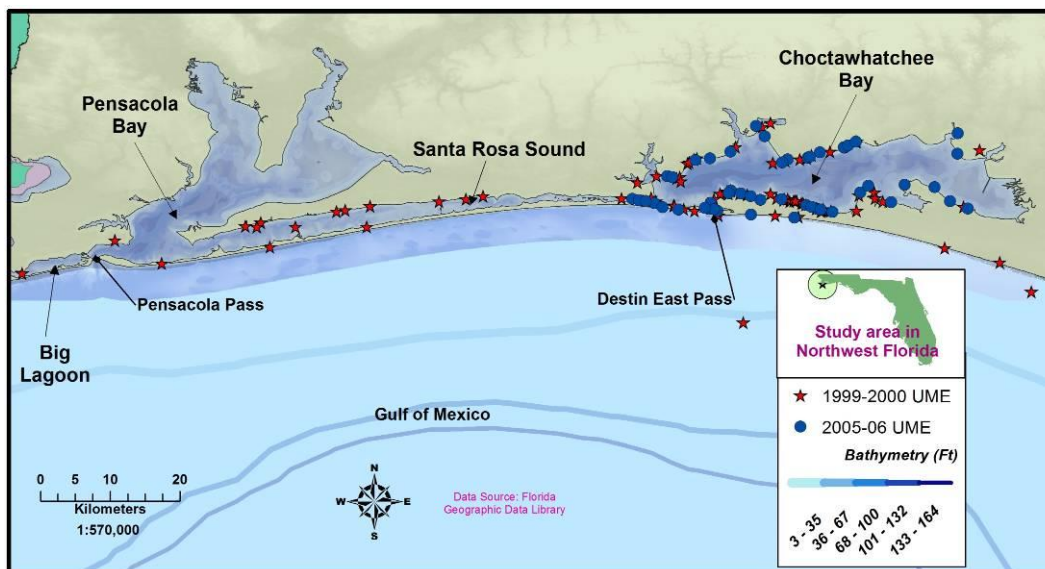 Choctawhatchee
Bay
Pensacola
Bay
Santa Rosa Sound
Pensacola Pass
Destin East Pass
Big
Lagoon
Gulf of Mexico
Study area in
Northwest Florida
1999-2000 UME
2005-06 UME
Bathymetry (Ft)
3 - 35
36 - 67
68 - 100
101 - 132
133 - 164
0 5 10 20
Kilometers
1:570,000
N
W E
S
Data Source: Florida
Geographic Data Library